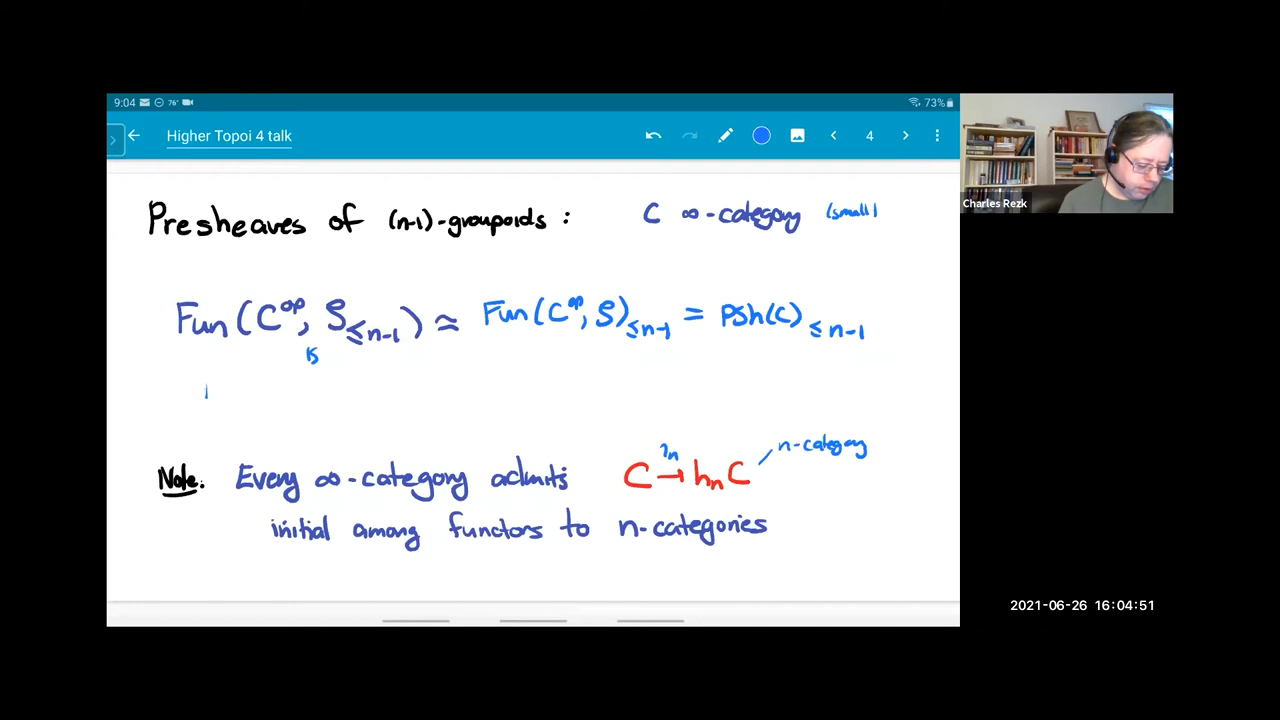 9:04 76° 73%
Higher Topoi 4 talk 4
Charles Rezk
Presheaves of (n-1)-groupoids : C ∞-category (small)
Fun(C^op, S_≤n-1) ≈ Fun(C^op, S)_≤n-1 = PSh(C)_≤n-1
Note: Every ∞-category admits C → h_n C n-category
initial among functors to n-categories
2021-06-26 16:04:51